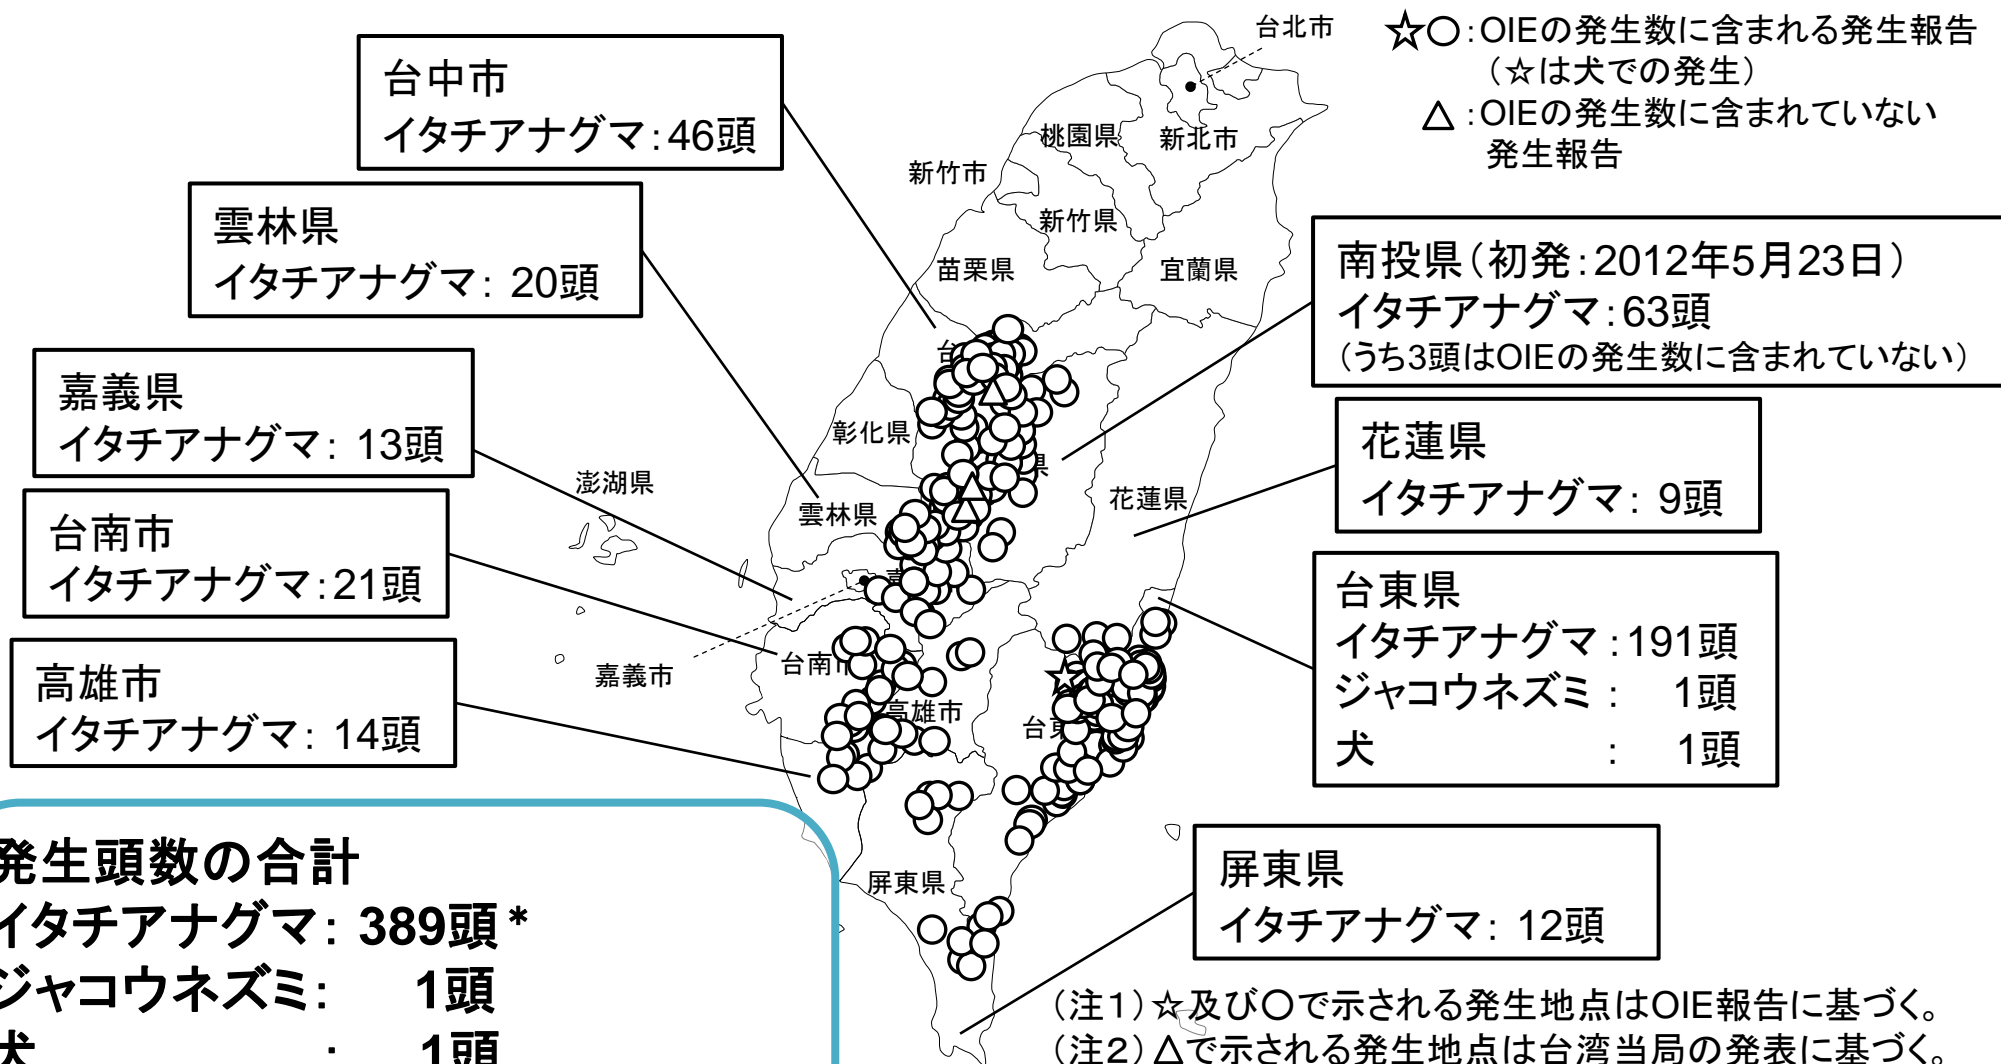 台北市
☆○:OIEの発生数に含まれる発生報告
(☆は犬での発生)
△:OIEの発生数に含まれていない
発生報告
台中市
イタチアナグマ:46頭
雲林県
イタチアナグマ: 20頭
嘉義県
イタチアナグマ: 13頭
台南市
イタチアナグマ:21頭
高雄市
イタチアナグマ: 14頭
南投県(初発:2012年5月23日)
イタチアナグマ:63頭
(うち3頭はOIEの発生数に含まれていない)
花蓮県
イタチアナグマ: 9頭
台東県
イタチアナグマ:191頭
ジャコウネズミ: 1頭
犬 : 1頭
屏東県
イタチアナグマ: 12頭
桃園県
新北市
新竹市
新竹県
苗栗県
宜蘭県
台
彰化県
県
花蓮県
澎湖県
雲林県
嘉
嘉義市
台南市
高雄市
台東
屏東県
発生頭数の合計
イタチアナグマ: 389頭*
ジャコウネズミ: 1頭
犬 : 1頭
(注1)☆及び○で示される発生地点はOIE報告に基づく。
(注2)△で示される発生地点は台湾当局の発表に基づく。